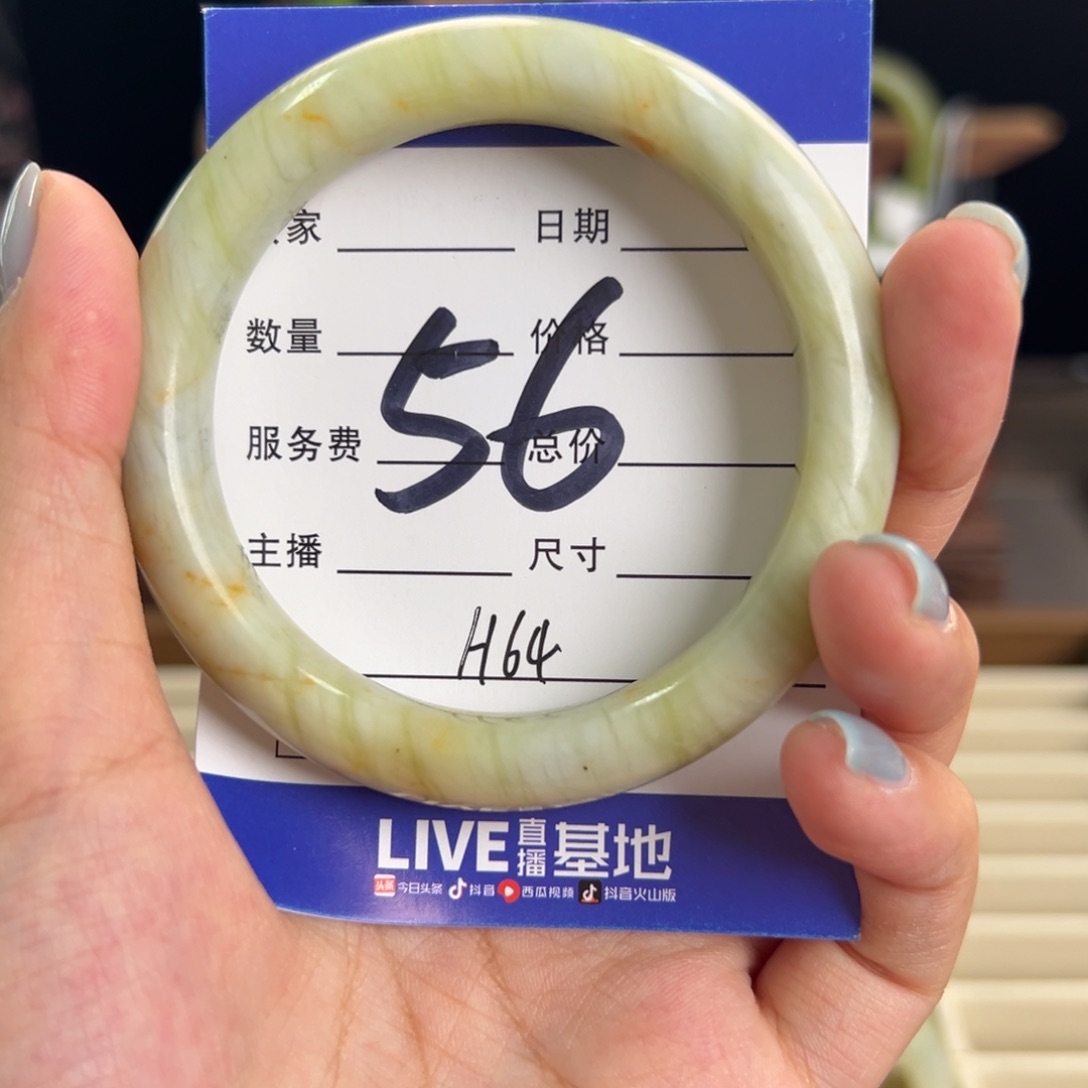 家 日期
56
数量 价格
服务费 总价
主播 尺寸
H64
LIVE直播基地
头条 今日头条 抖音 西瓜视频 抖音火山版